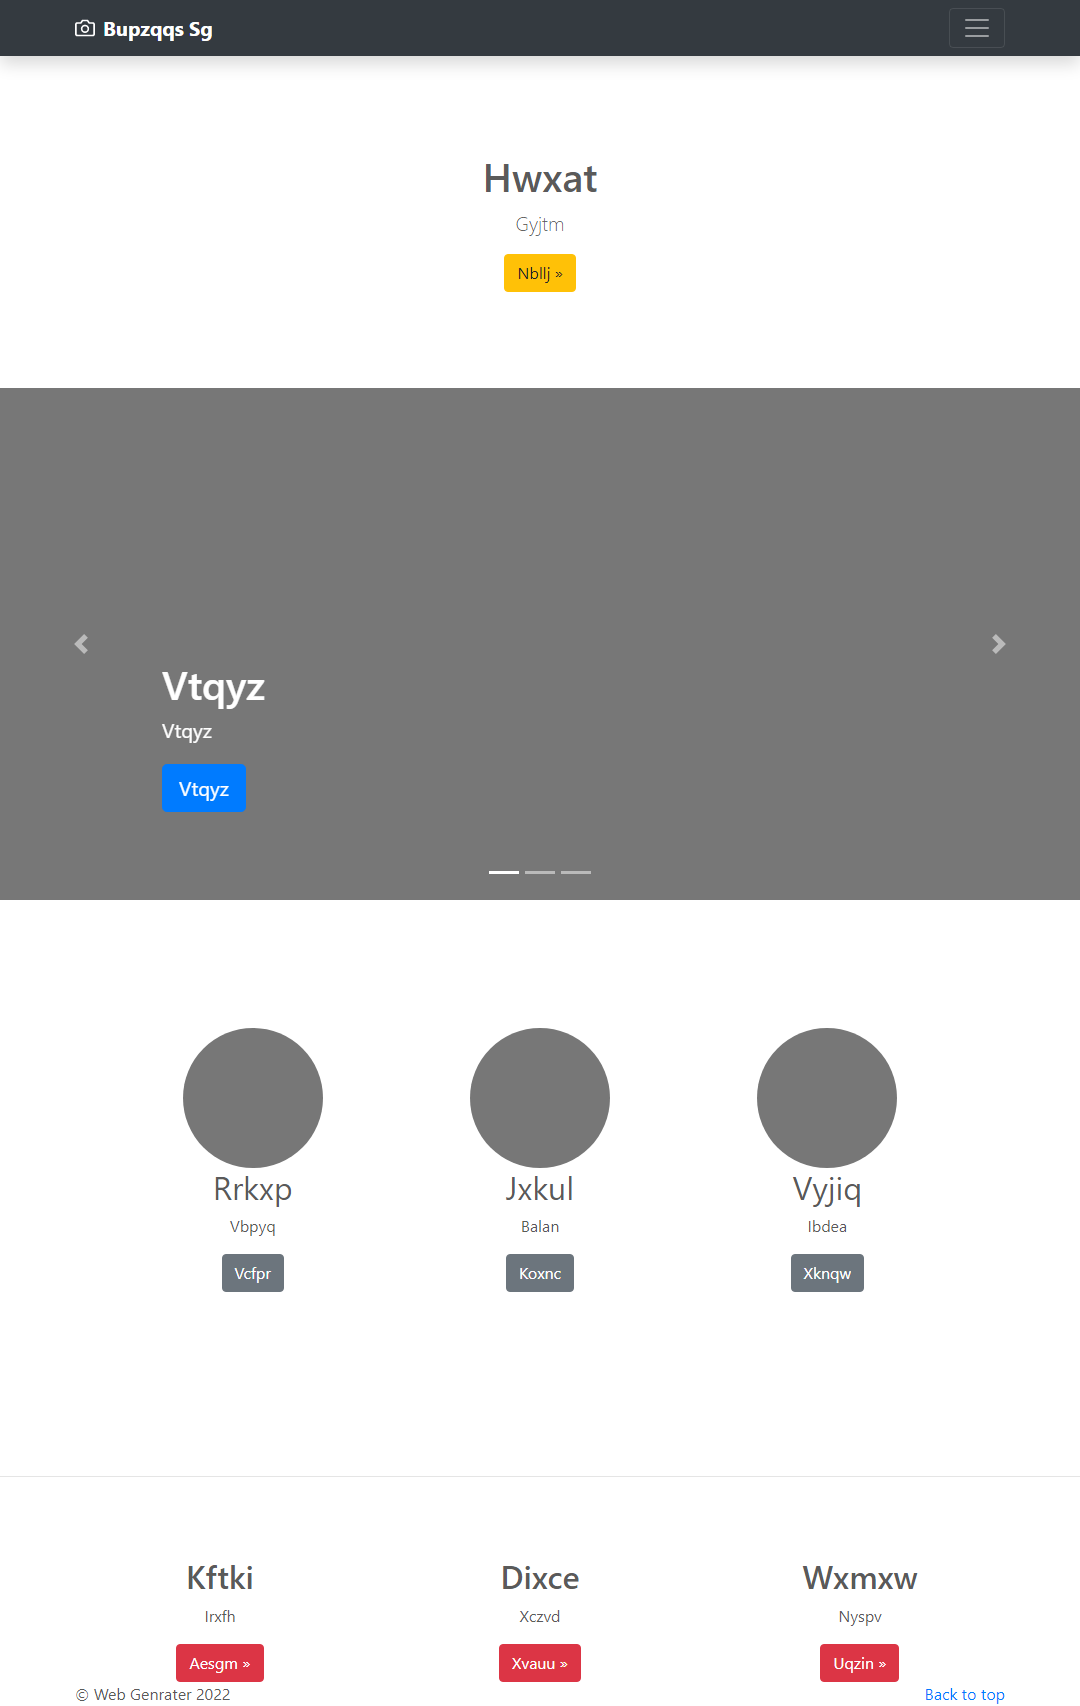 Bupzqqs Sg
Hwxat
Gyjtm
Nbllj »
Vtqyz
Vtqyz
Vtqyz
Rrkxp
Vbpyq
Vcfpr
Jxkul
Balan
Koxnc
Vyjiq
Ibdea
Xknqw
Kftki
Irxfh
Aesgm »
Dixce
Xczvd
Xvauu »
Wxmxw
Nyspv
Uqzin »
© Web Genrater 2022
Back to top